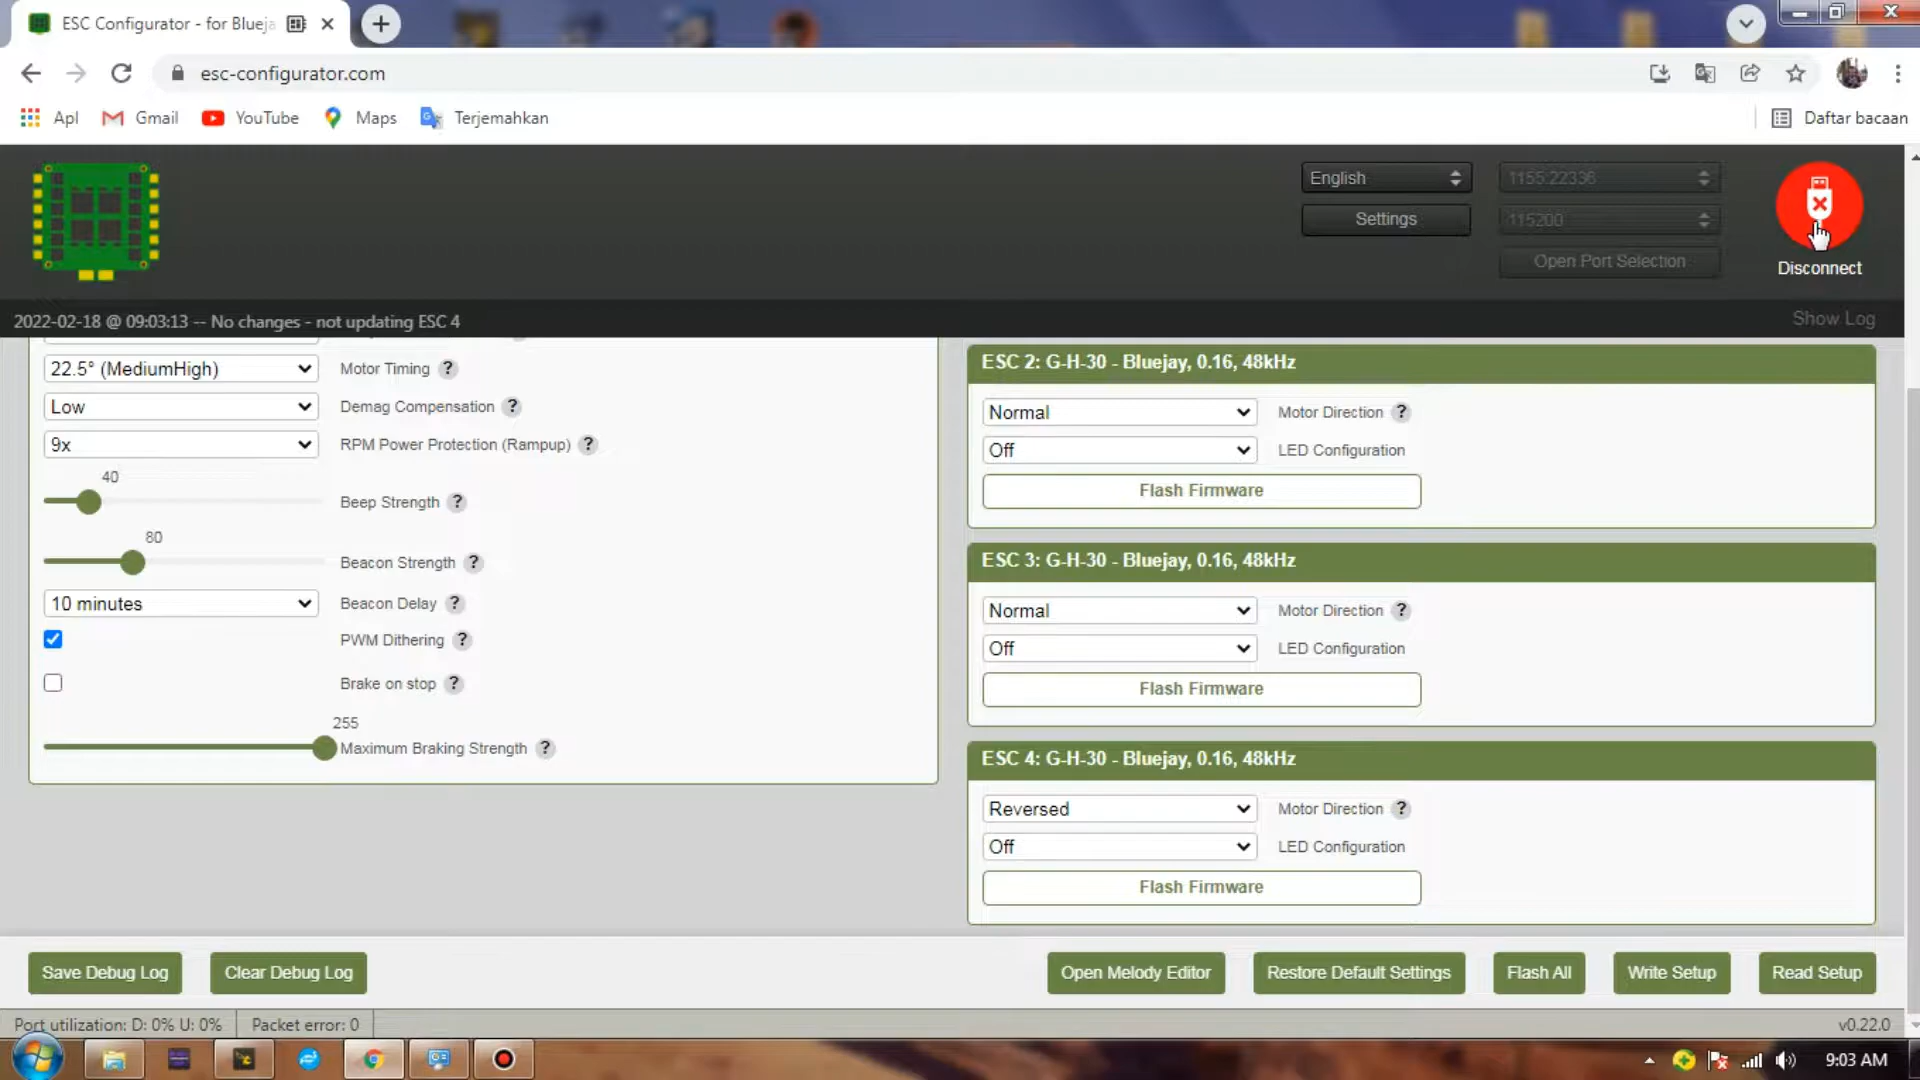 ESC Configurator - for Blueja
esc-configurator.com
Apl Gmail YouTube Maps Terjemahkan Daftar bacaan
English
Settings
1155:22336
115200
Open Port Selection
Disconnect
2022-02-18 @ 09:03:13 -- No changes - not updating ESC 4
Show Log
22.5° (MediumHigh) Motor Timing ?
Low Demag Compensation ?
9x RPM Power Protection (Rampup) ?
40
Beep Strength ?
80
Beacon Strength ?
10 minutes Beacon Delay ?
PWM Dithering ?
Brake on stop ?
255
Maximum Braking Strength ?
ESC 2: G-H-30 - Bluejay, 0.16, 48kHz
Normal Motor Direction ?
Off LED Configuration
Flash Firmware
ESC 3: G-H-30 - Bluejay, 0.16, 48kHz
Normal Motor Direction ?
Off LED Configuration
Flash Firmware
ESC 4: G-H-30 - Bluejay, 0.16, 48kHz
Reversed Motor Direction ?
Off LED Configuration
Flash Firmware
Save Debug Log Clear Debug Log Open Melody Editor Restore Default Settings Flash All Write Setup Read Setup
Port utilization: D: 0% U: 0% Packet error: 0 v0.22.0
9:03 AM